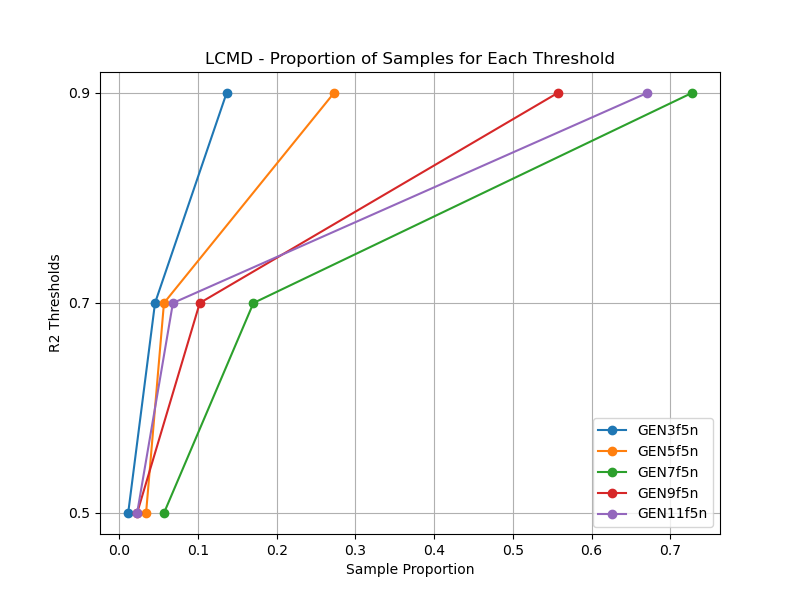 LCMD - Proportion of Samples for Each Threshold
R2 Thresholds
0.9
0.7
0.5
GEN3f5n
GEN5f5n
GEN7f5n
GEN9f5n
GEN11f5n
0.0 0.1 0.2 0.3 0.4 0.5 0.6 0.7
Sample Proportion